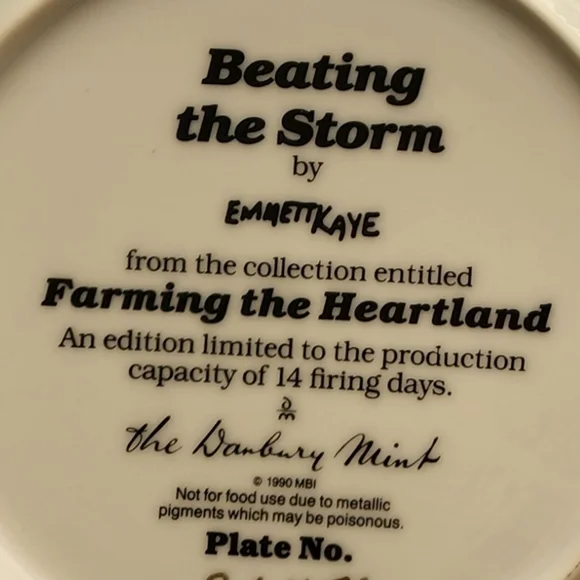 Beating
the Storm
by
EMMETT KAYE
from the collection entitled
Farming the Heartland
An edition limited to the production
capacity of 14 firing days.
the Danbury Mint
© 1990 MBI
Not for food use due to metallic
pigments which may be poisonous.
Plate No.